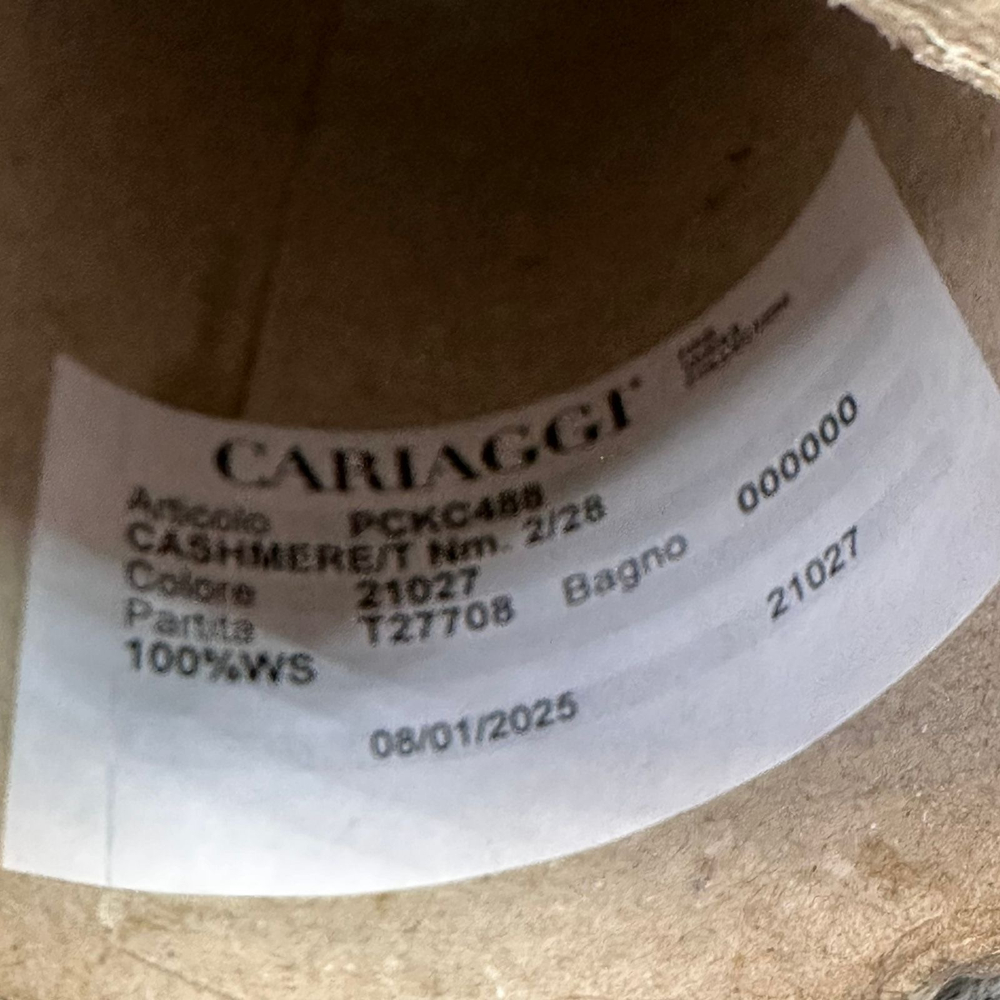 CARIAGGI
Articolo PCKC488
CASHMERE/T Nm. 2/28
Colore 21027
Partita T27708 Bagno 000000
100%WS 21027
08/01/2025